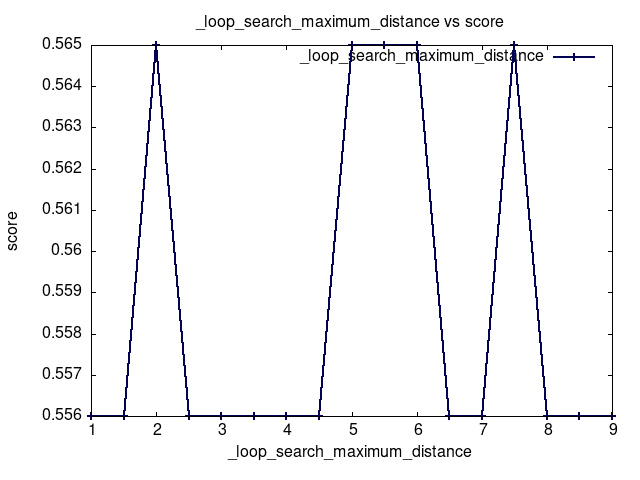 _loop_search_maximum_distance vs score
_loop_search_maximum_distance
0.565
0.564
0.563
0.562
0.561
0.56
0.559
0.558
0.557
0.556
score
1 2 3 4 5 6 7 8 9
_loop_search_maximum_distance